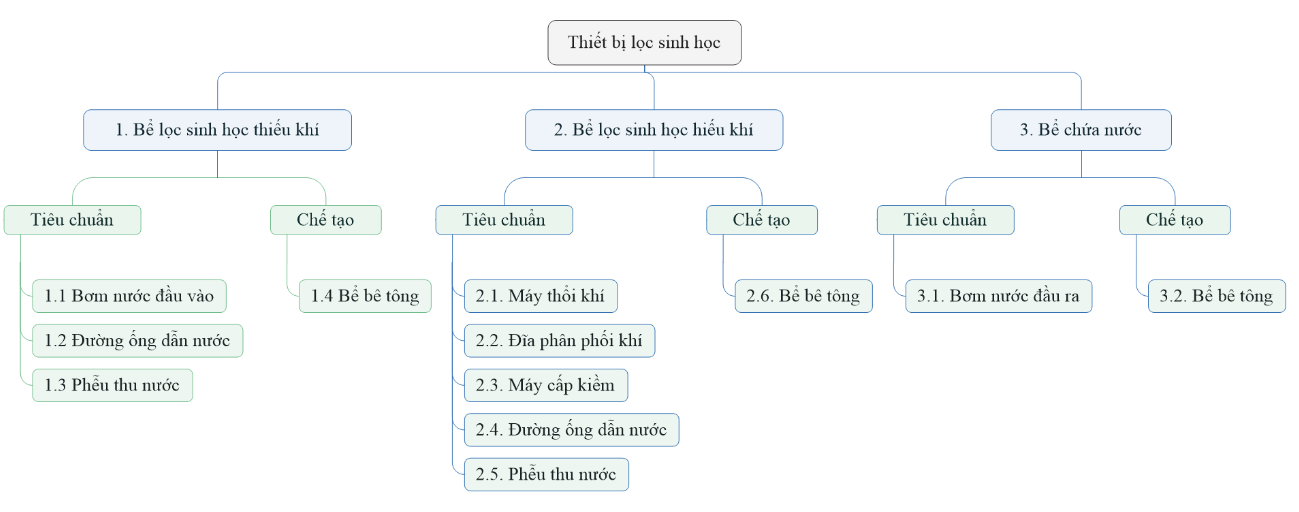 Thiết bị lọc sinh học
1. Bể lọc sinh học thiếu khí
2. Bể lọc sinh học hiếu khí
3. Bể chứa nước
Tiêu chuẩn
Chế tạo
Tiêu chuẩn
Chế tạo
Tiêu chuẩn
Chế tạo
1.1 Bơm nước đầu vào
1.2 Đường ống dẫn nước
1.3 Phễu thu nước
1.4 Bể bê tông
2.1. Máy thổi khí
2.2. Đĩa phân phối khí
2.3. Máy cấp kiềm
2.4. Đường ống dẫn nước
2.5. Phễu thu nước
2.6. Bể bê tông
3.1. Bơm nước đầu ra
3.2. Bể bê tông